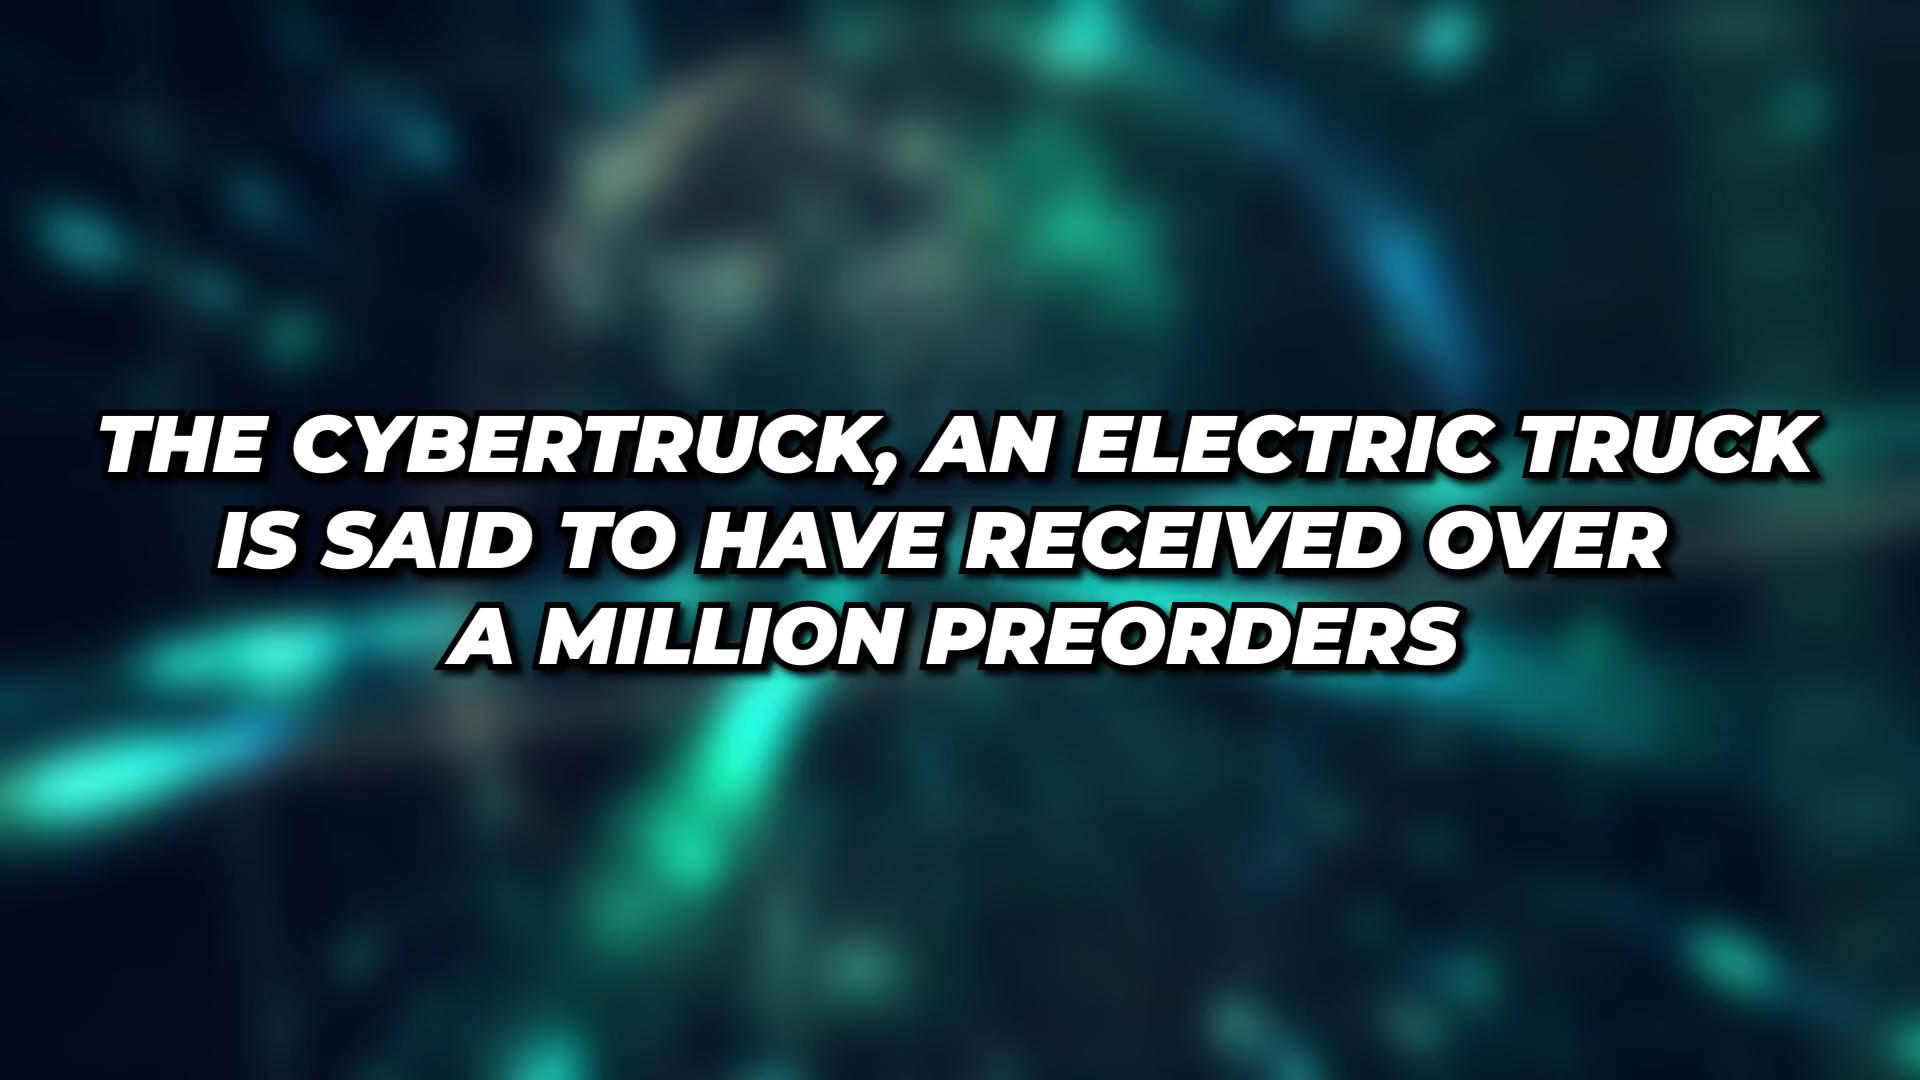 THE CYBERTRUCK, AN ELECTRIC TRUCK
IS SAID TO HAVE RECEIVED OVER
A MILLION PREORDERS